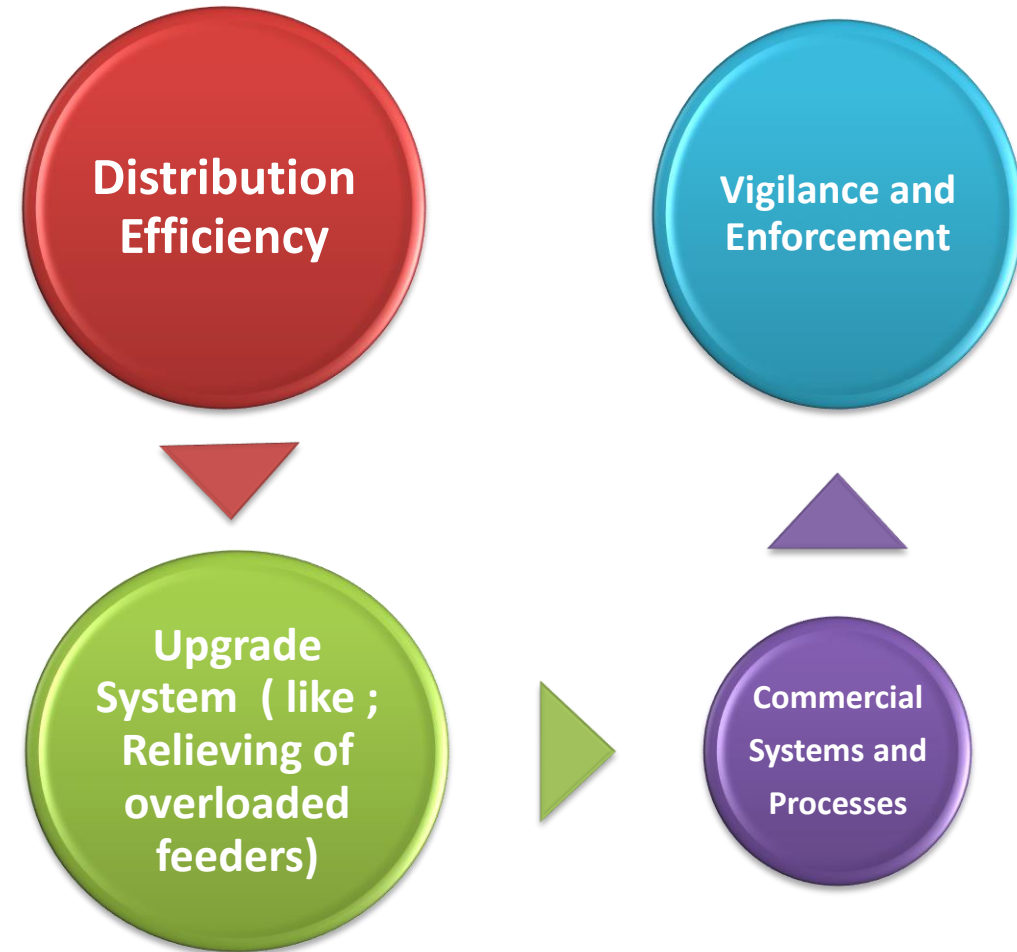 Distribution
Efficiency
Upgrade
System  ( like ;
Relieving of
overloaded
feeders)
Commercial
Systems and
Processes
Vigilance and
Enforcement